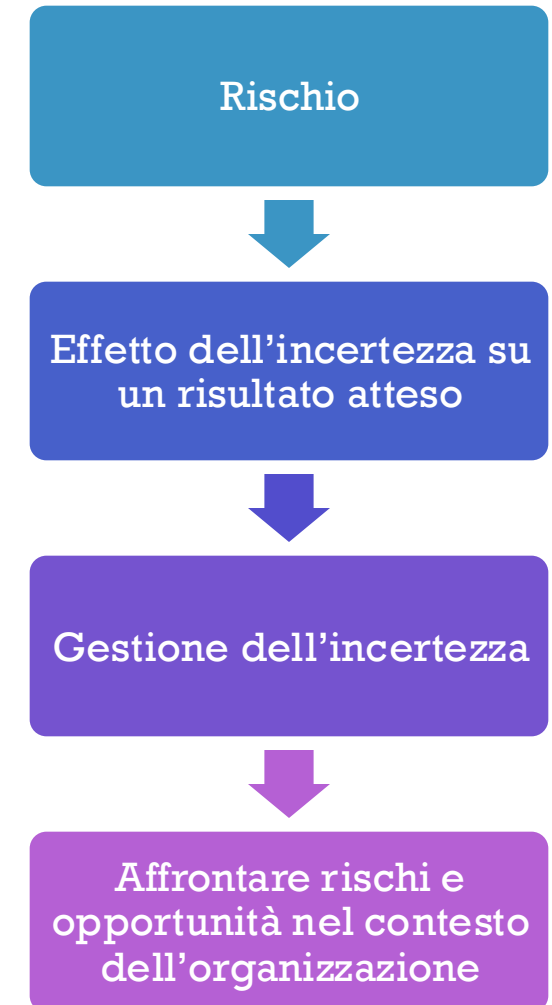 Rischio
Effetto dell’incertezza su
un risultato atteso
Gestione dell’incertezza
Affrontare rischi e
opportunità nel contesto
dell’organizzazione